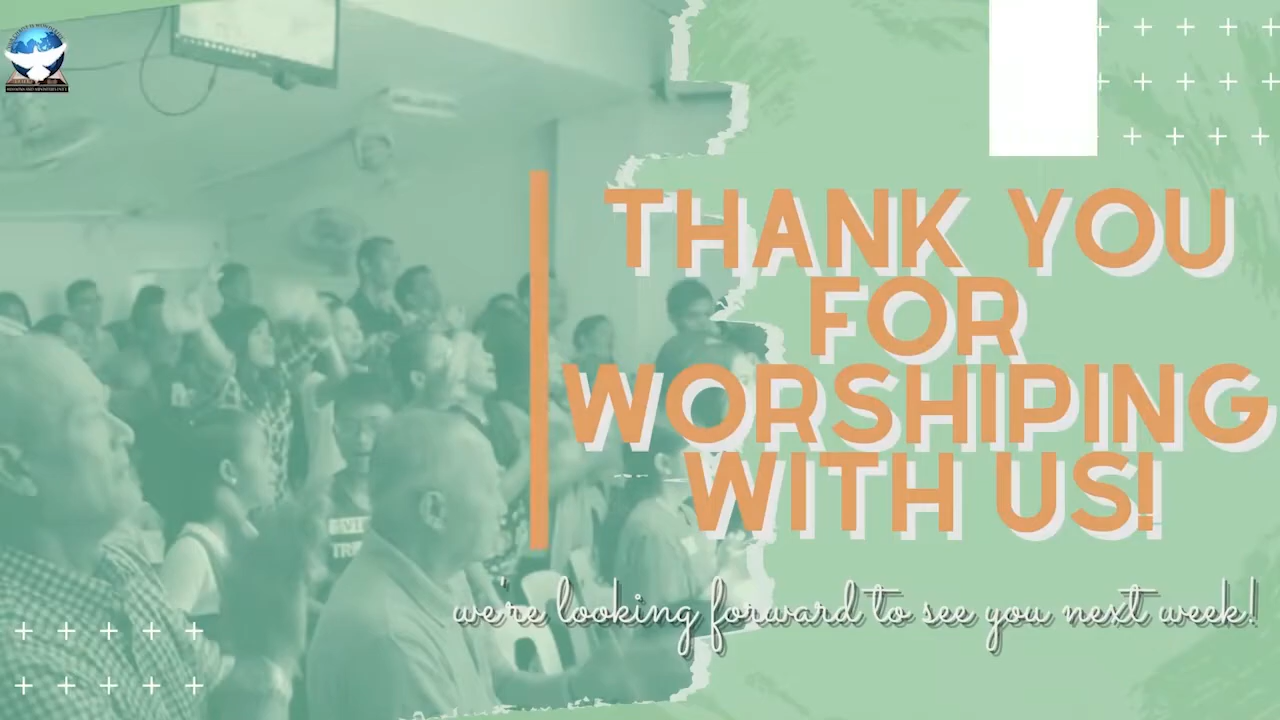 THANK YOU
FOR
WORSHIPING
WITH US!
we're looking forward to see you next week!